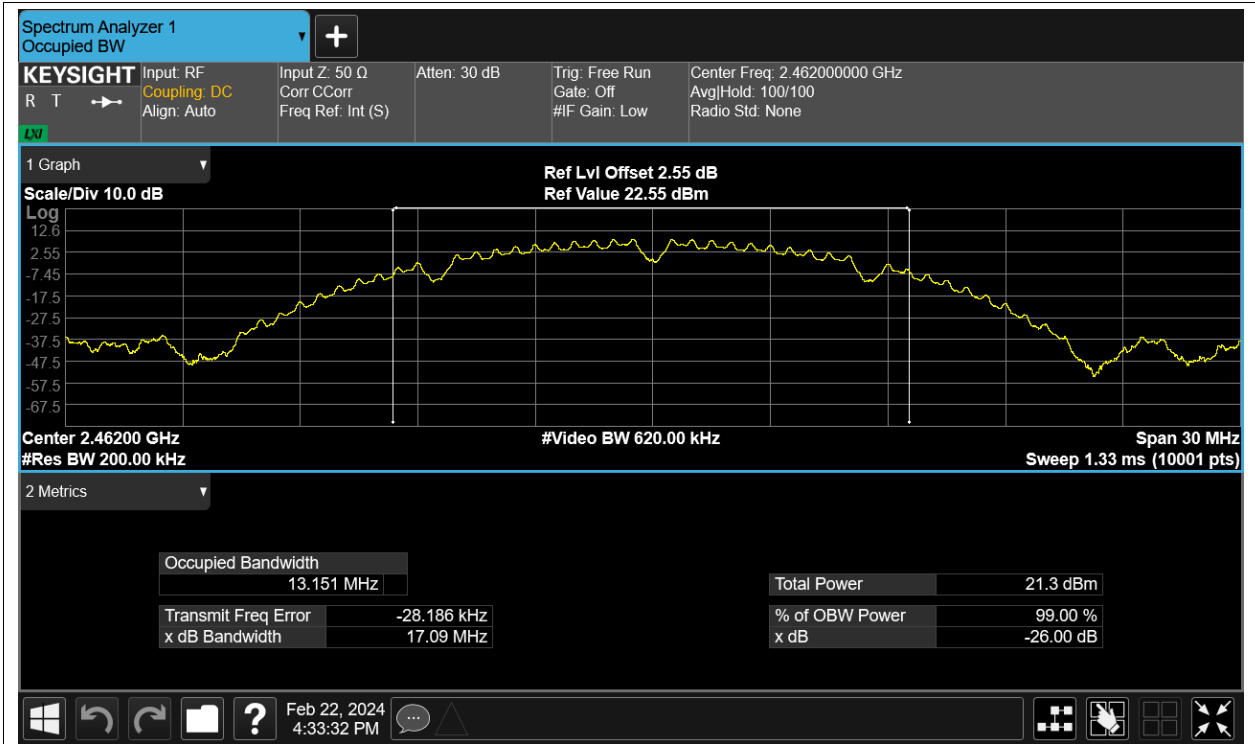 Spectrum Analyzer 1
Occupied BW
KEYSIGHT
R T
LXI
Input: RF
Coupling: DC
Align: Auto
Input Z: 50 Ω
Corr CCorr
Freq Ref: Int (S)
Atten: 30 dB
Trig: Free Run
Gate: Off
#IF Gain: Low
Center Freq: 2.462000000 GHz
Avg|Hold: 100/100
Radio Std: None
1 Graph
Scale/Div 10.0 dB
Ref Lvl Offset 2.55 dB
Ref Value 22.55 dBm
Log
12.6
2.55
-7.45
-17.5
-27.5
-37.5
-47.5
-57.5
-67.5
Center 2.46200 GHz
#Video BW 620.00 kHz
Span 30 MHz
#Res BW 200.00 kHz
Sweep 1.33 ms (10001 pts)
2 Metrics
Occupied Bandwidth
13.151 MHz
Total Power 21.3 dBm
Transmit Freq Error -28.186 kHz
% of OBW Power 99.00 %
x dB Bandwidth 17.09 MHz
x dB -26.00 dB
?
Feb 22, 2024
4:33:32 PM